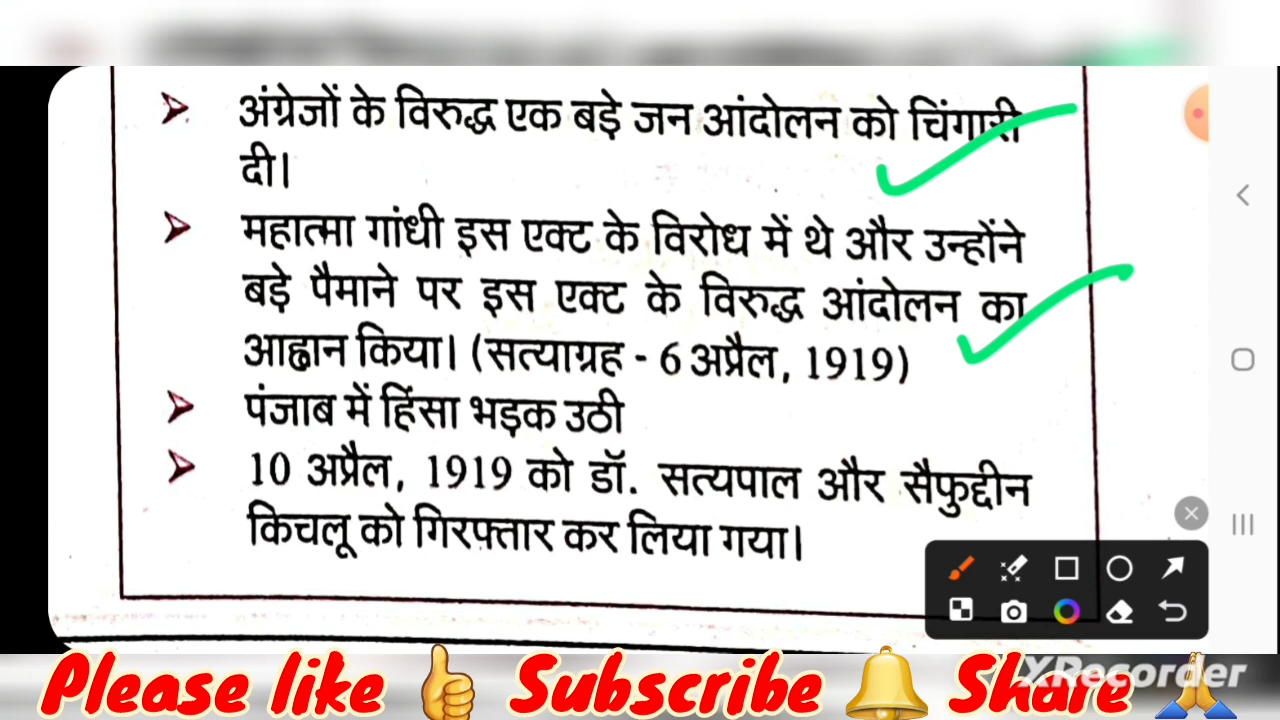 अंग्रेजों के विरुद्ध एक बड़े जन आंदोलन को चिंगारी
दी।
महात्मा गांधी इस एक्ट के विरोध में थे और उन्होंने
बड़े पैमाने पर इस एक्ट के विरुद्ध आंदोलन का
आह्वान किया। (सत्याग्रह - 6 अप्रैल, 1919)
पंजाब में हिंसा भड़क उठी
10 अप्रैल, 1919 को डॉ. सत्यपाल और सैफुद्दीन
किचलू को गिरफ्तार कर लिया गया।
Please like Subscribe Share
XRecorder